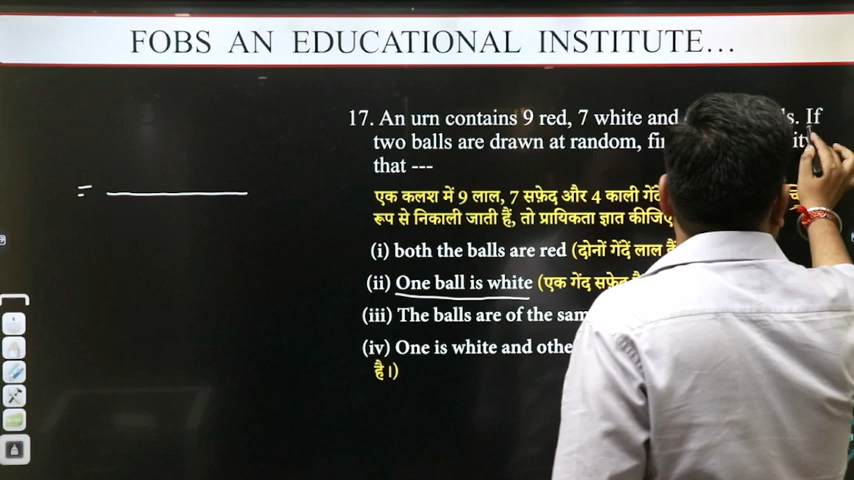 FOBS AN EDUCATIONAL INSTITUTE...
17. An urn contains 9 red, 7 white and s. If
two balls are drawn at random,
that ---
एक कलश में 9 लाल, 7 सफ़ेद और 4 काली
रूप से निकाली जाती हैं, तो प्रायिकता ज्ञात
(i) both the balls are red (दोनों गेंदें लाल
(ii) One ball is white (एक गेंद
(iii) The balls are of the
(iv) One is white and
है।)
=